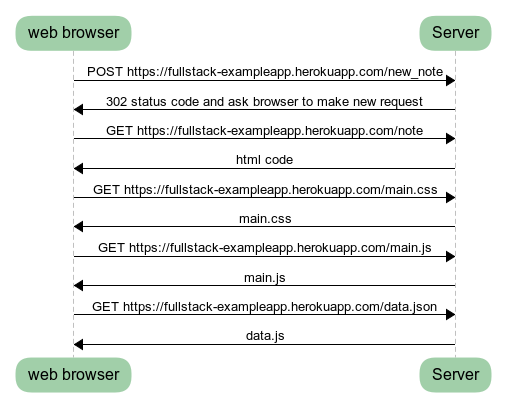 web browser
Server
POST https://fullstack-exampleapp.herokuapp.com/new_note
302 status code and ask browser to make new request
GET https://fullstack-exampleapp.herokuapp.com/note
html code
GET https://fullstack-exampleapp.herokuapp.com/main.css
main.css
GET https://fullstack-exampleapp.herokuapp.com/main.js
main.js
GET https://fullstack-exampleapp.herokuapp.com/data.json
data.js
web browser
Server